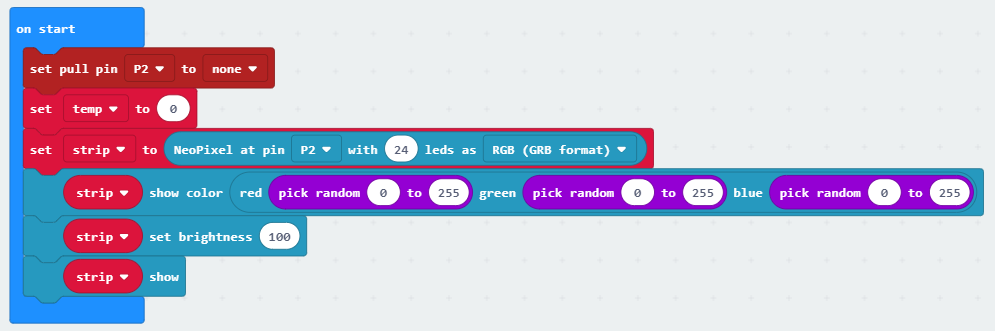 on start
set pull pin P2 to none
set temp to 0
set strip to NeoPixel at pin P2 with 24 leds as RGB (GRB format)
strip show color red pick random 0 to 255 green pick random 0 to 255 blue pick random 0 to 255
strip set brightness 100
strip show